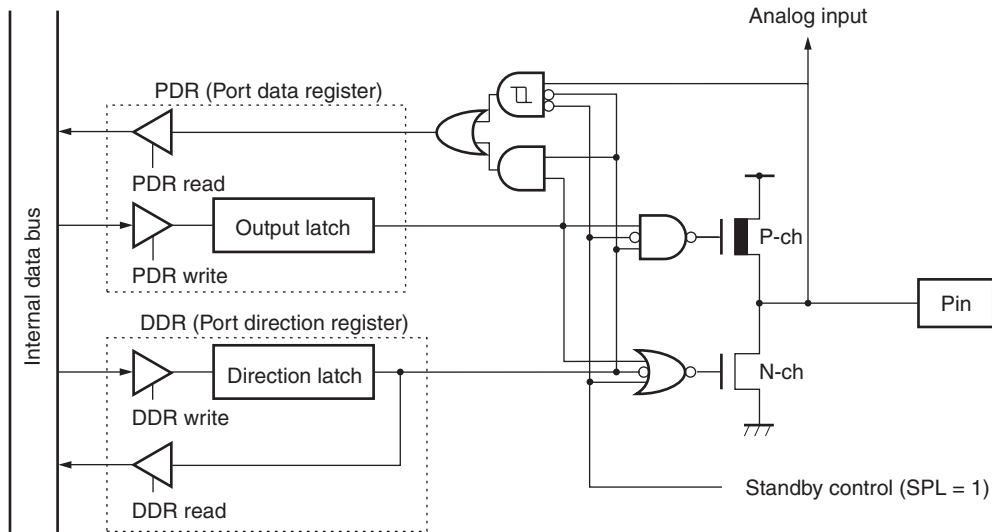 Analog input
PDR (Port data register)
PDR read
Output latch
PDR write
P-ch
Pin
Internal data bus
DDR (Port direction register)
Direction latch
DDR write
N-ch
DDR read
Standby control (SPL = 1)